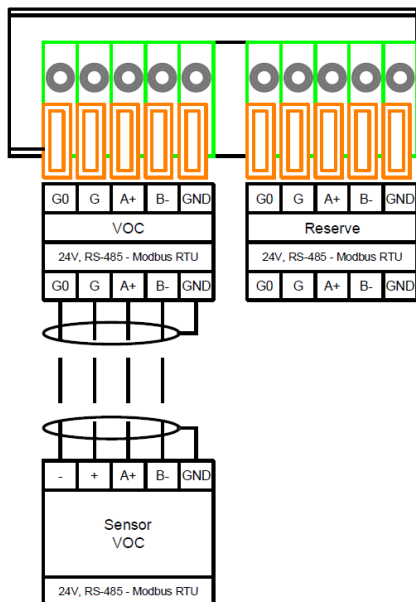 G0 G A+ B- GND G0 G A+ B- GND
VOC Reserve
24V, RS-485 - Modbus RTU 24V, RS-485 - Modbus RTU
G0 G A+ B- GND G0 G A+ B- GND
- + A+ B- GND
Sensor
VOC
24V, RS-485 - Modbus RTU